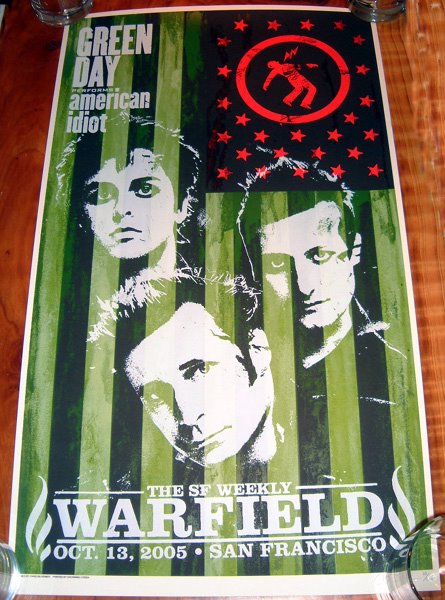 GREEN
DAY
PERFORMS
american
idiot
THE SF WEEKLY
WARFIELD
OCT. 13, 2005 • SAN FRANCISCO